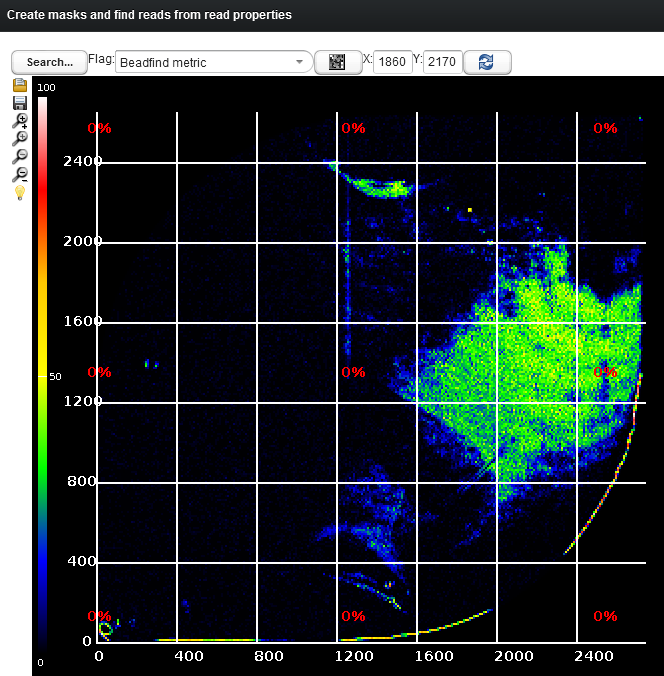 Create masks and find reads from read properties
Search... Flag: Beadfind metric X: 1860 Y: 2170
100
0% 0% 0%
2400
2000
1600
50
0% 0% 0%
1200
800
400
0% 0% 0%
0
0
0 400 800 1200 1600 2000 2400